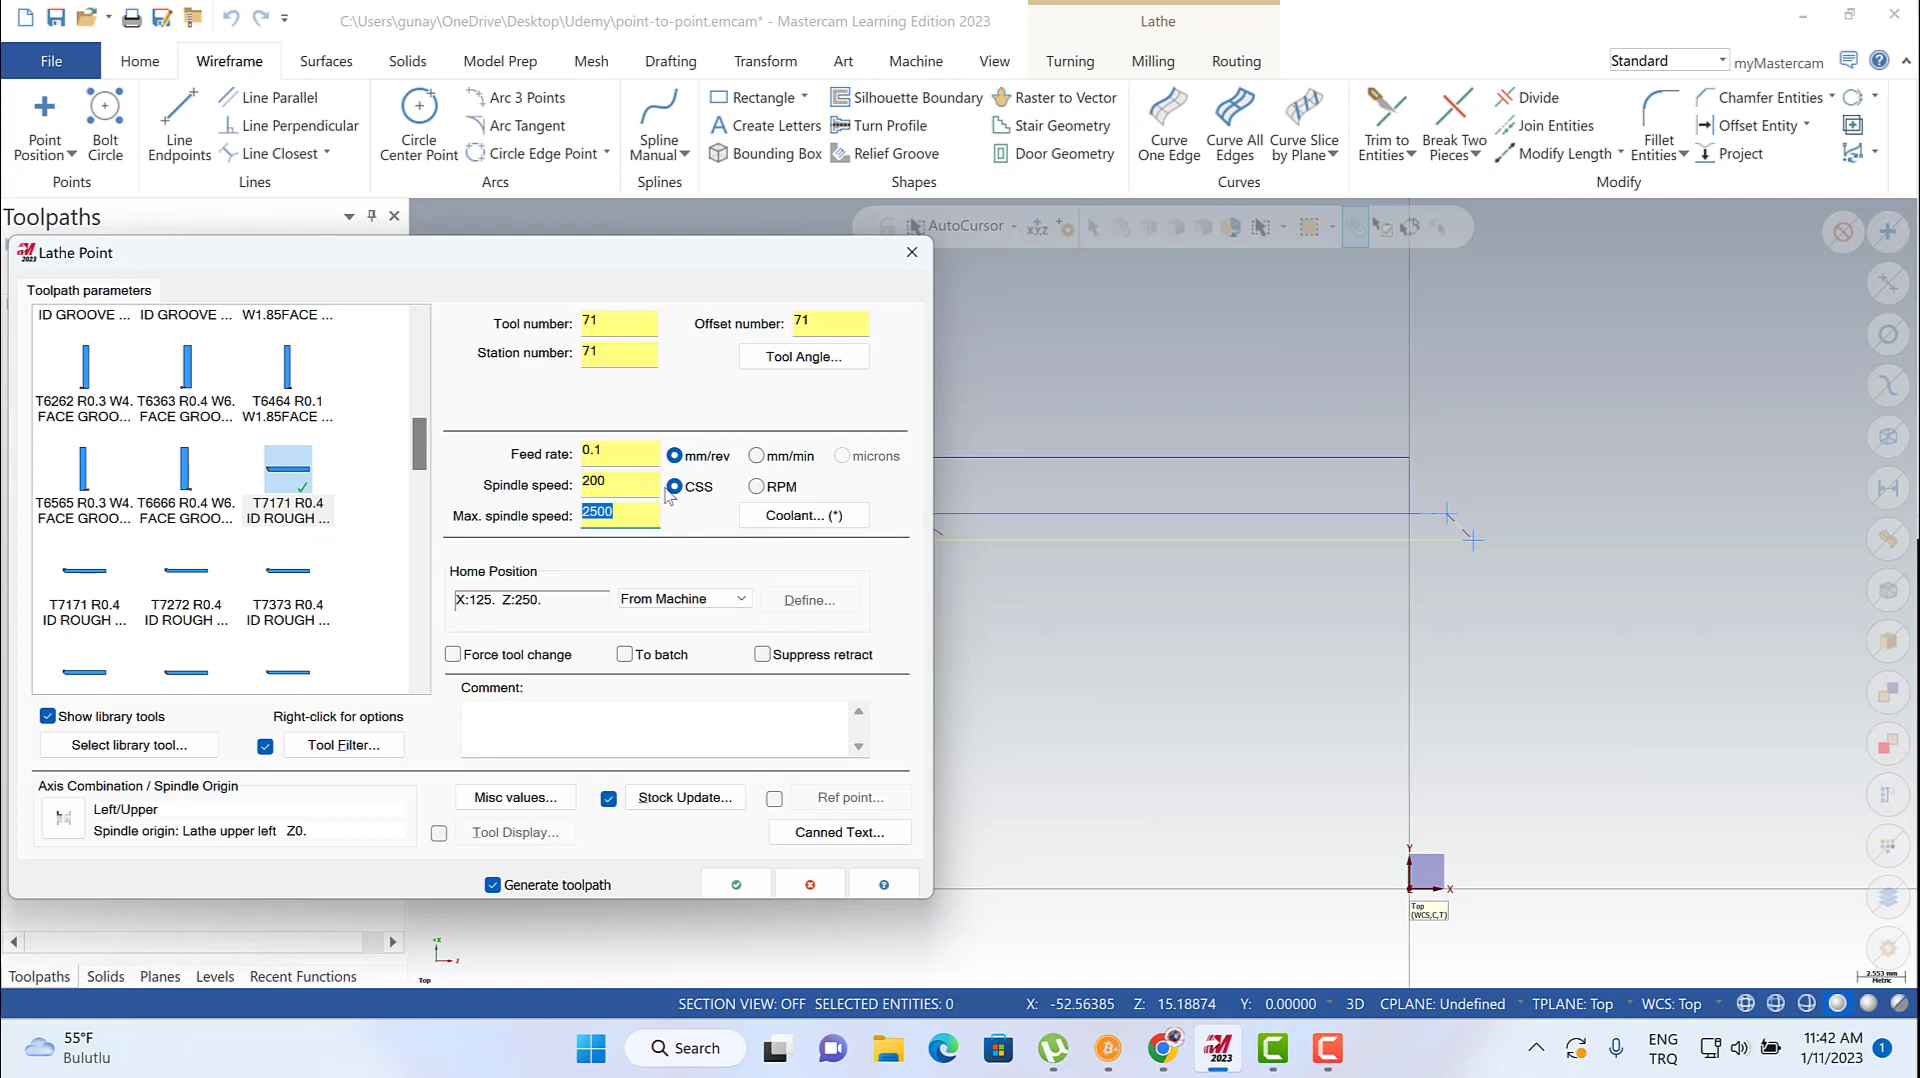 C:\Users\gunay\OneDrive\Desktop\Udemy\point-to-point.emcam* - Mastercam Learning Edition 2023
Lathe
File
Home
Wireframe
Surfaces
Solids
Model Prep
Mesh
Drafting
Transform
Art
Machine
View
Turning
Milling
Routing
Standard
myMastercam
Point Position
Bolt Circle
Points
Line Endpoints
Line Parallel
Line Perpendicular
Line Closest
Lines
Circle Center Point
Arc 3 Points
Arc Tangent
Circle Edge Point
Arcs
Spline Manual
Splines
Rectangle
Create Letters
Bounding Box
Silhouette Boundary
Turn Profile
Relief Groove
Raster to Vector
Stair Geometry
Door Geometry
Shapes
Curve One Edge
Curve All Edges
Curve Slice by Plane
Curves
Trim to Entities
Break Two Pieces
Divide
Join Entities
Modify Length
Fillet Entities
Chamfer Entities
Offset Entity
Project
Modify
Toolpaths
AutoCursor
Lathe Point
Toolpath parameters
ID GROOVE ... ID GROOVE ... W1.85FACE ...
T6262 R0.3 W4. T6363 R0.4 W6. T6464 R0.1
FACE GROO... FACE GROO... W1.85FACE ...
T6565 R0.3 W4. T6666 R0.4 W6. T7171 R0.4
FACE GROO... FACE GROO... ID ROUGH ...
T7171 R0.4 T7272 R0.4 T7373 R0.4
ID ROUGH ... ID ROUGH ... ID ROUGH ...
Show library tools
Right-click for options
Select library tool...
Tool Filter...
Axis Combination / Spindle Origin
Left/Upper
Spindle origin: Lathe upper left Z0.
Tool number: 71
Offset number: 71
Station number: 71
Tool Angle...
Feed rate: 0.1
mm/rev
mm/min
microns
Spindle speed: 200
CSS
RPM
Max. spindle speed: 2500
Coolant... (*)
Home Position
X:125. Z:250.
From Machine
Define...
Force tool change
To batch
Suppress retract
Comment:
Misc values...
Stock Update...
Ref point...
Tool Display...
Canned Text...
Generate toolpath
Y
X
Top
(WCS,C,T)
+X
Z
Top
2.553 mm
Metric
Toolpaths
Solids
Planes
Levels
Recent Functions
SECTION VIEW: OFF
SELECTED ENTITIES: 0
X: -52.56385
Z: 15.18874
Y: 0.00000
3D
CPLANE: Undefined
TPLANE: Top
WCS: Top
55°F
Bulutlu
Search
2023
ENG
TRQ
11:42 AM
1/11/2023
1